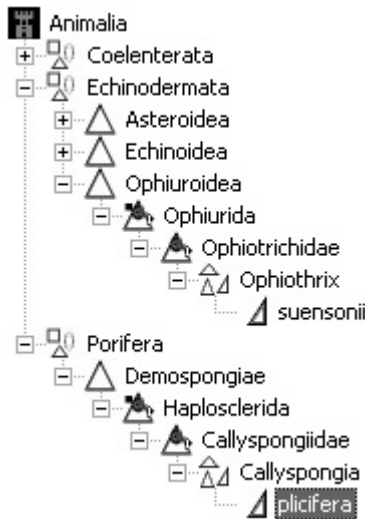 Animalia
Coelenterata
Echinodermata
Asteroidea
Echinoidea
Ophiuroidea
Ophiurida
Ophiotrichidae
Ophiothrix
suensonii
Porifera
Demospongiae
Haplosclerida
Callyspongiidae
Callyspongia
plicifera